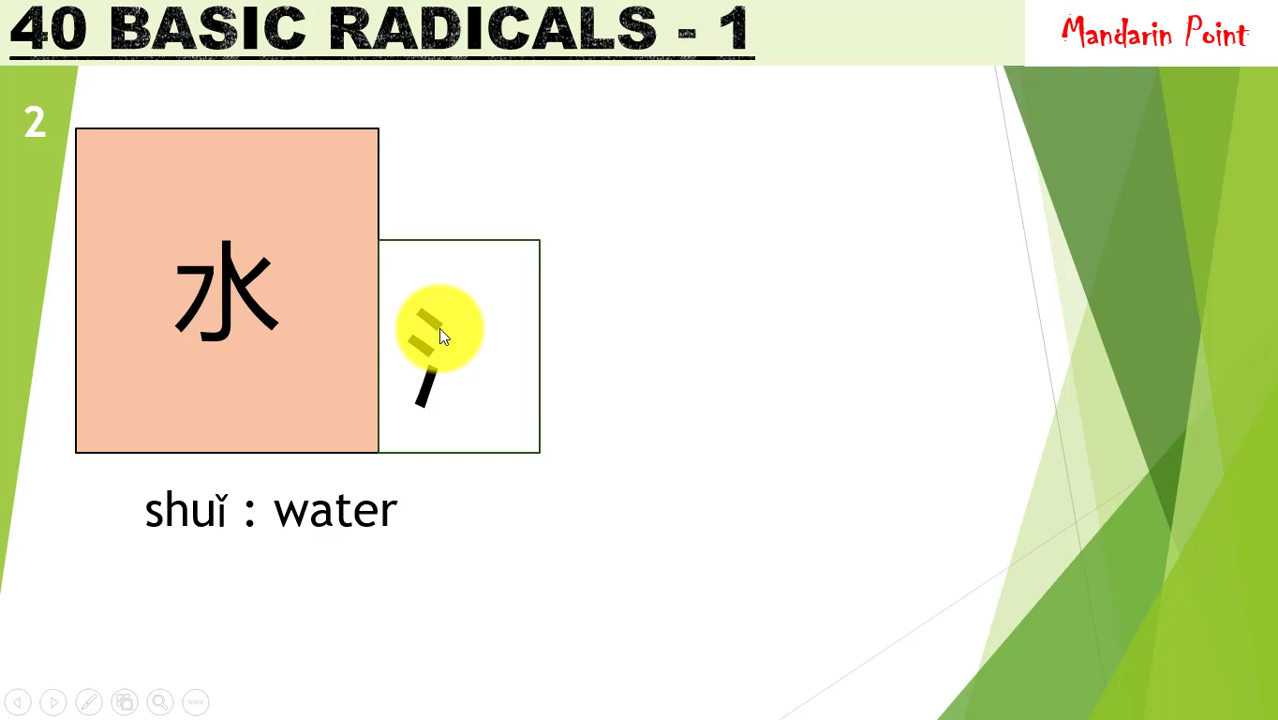 40 BASIC RADICALS - 1
Mandarin Point
2
水
氵
shuǐ : water